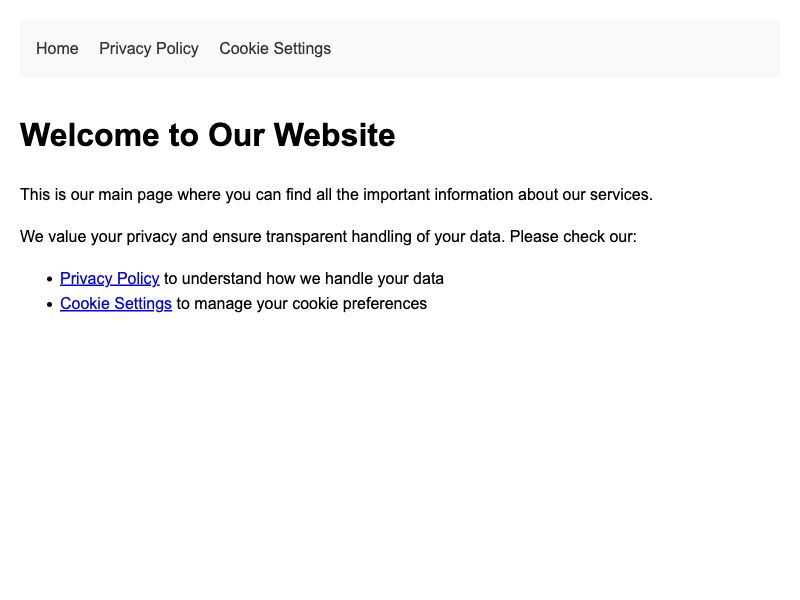 Home Privacy Policy Cookie Settings
Welcome to Our Website
This is our main page where you can find all the important information about our services.
We value your privacy and ensure transparent handling of your data. Please check our:
• Privacy Policy to understand how we handle your data
• Cookie Settings to manage your cookie preferences